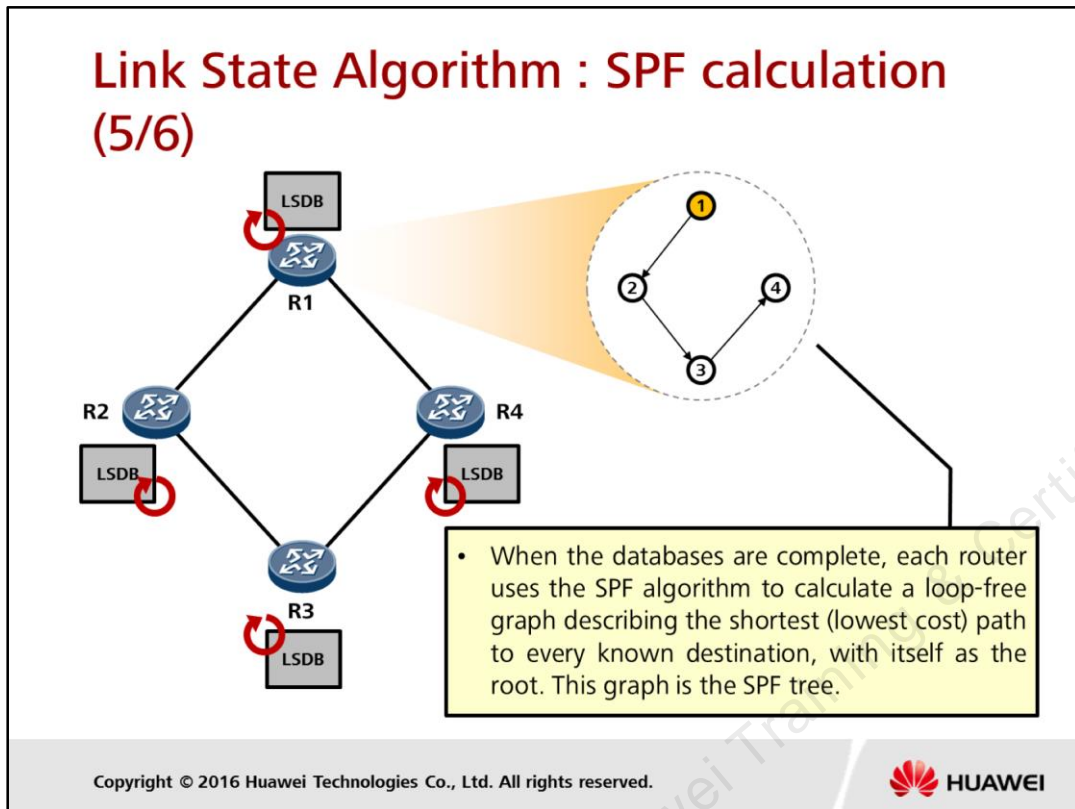 Link State Algorithm : SPF calculation
(5/6)
LSDB
R1
1
2
4
3
R2
R4
LSDB
LSDB
R3
LSDB
• When the databases are complete, each router
uses the SPF algorithm to calculate a loop-free
graph describing the shortest (lowest cost) path
to every known destination, with itself as the
root. This graph is the SPF tree.
Copyright © 2016 Huawei Technologies Co., Ltd. All rights reserved.
HUAWEI